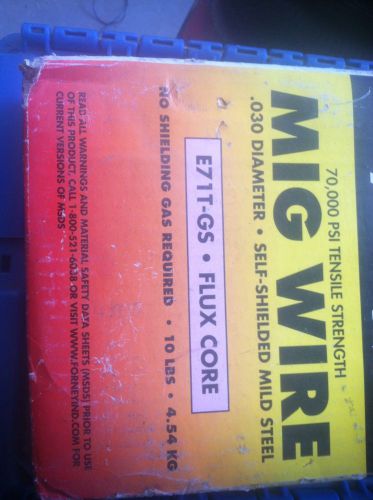 70,000 PSI TENSILE STRENGTH
MIG WIRE
.030 DIAMETER • SELF-SHIELDED MILD STEEL
E71T-GS • FLUX CORE
NO SHIELDING GAS REQUIRED • 10 LBS • 4.54 KG
READ ALL WARNINGS AND MATERIAL SAFETY DATA SHEETS (MSDS) PRIOR TO USE
OF THIS PRODUCT. CALL 1-800-521-6038 OR VISIT WWW.FORNEYIND.COM FOR
CURRENT VERSIONS OF MSDS